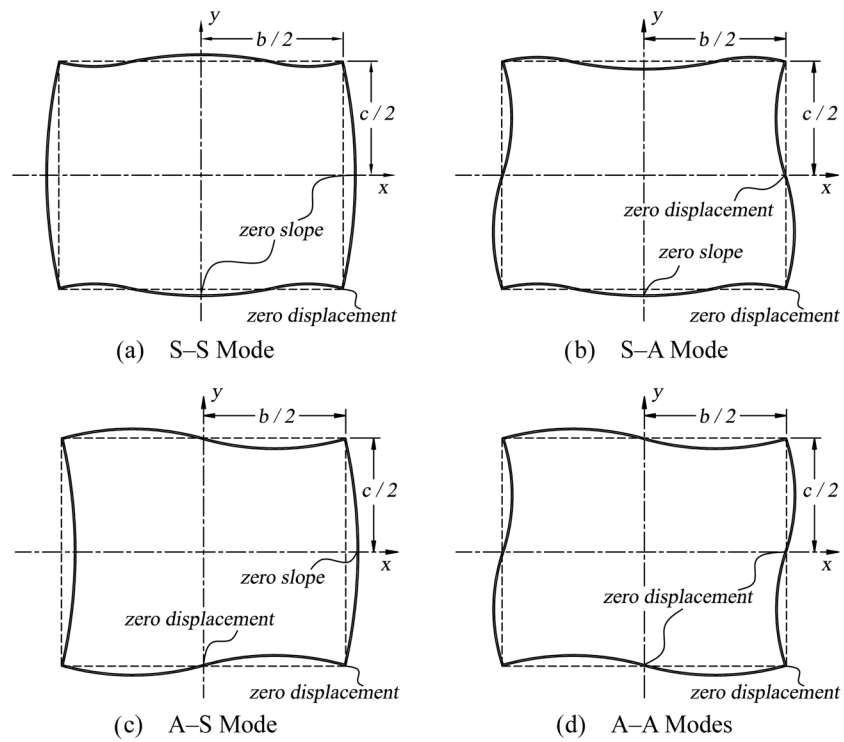 y
b / 2
c / 2
x
zero slope
zero displacement
(a) S–S Mode
y
b / 2
c / 2
x
zero displacement
zero slope
zero displacement
(b) S–A Mode
y
b / 2
c / 2
x
zero slope
zero displacement
zero displacement
(c) A–S Mode
y
b / 2
c / 2
x
zero displacement
zero displacement
(d) A–A Modes